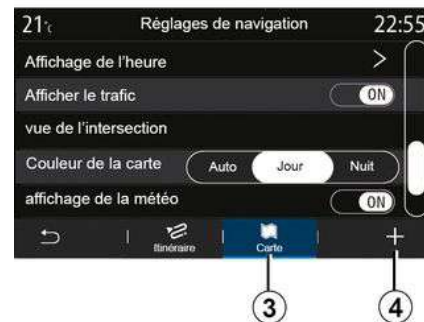 21°c Réglages de navigation 22:55
Affichage de l'heure >
Afficher le trafic ON
vue de l'intersection
Couleur de la carte Auto Jour Nuit
affichage de la météo ON
Itinéraire Carte +
3 4